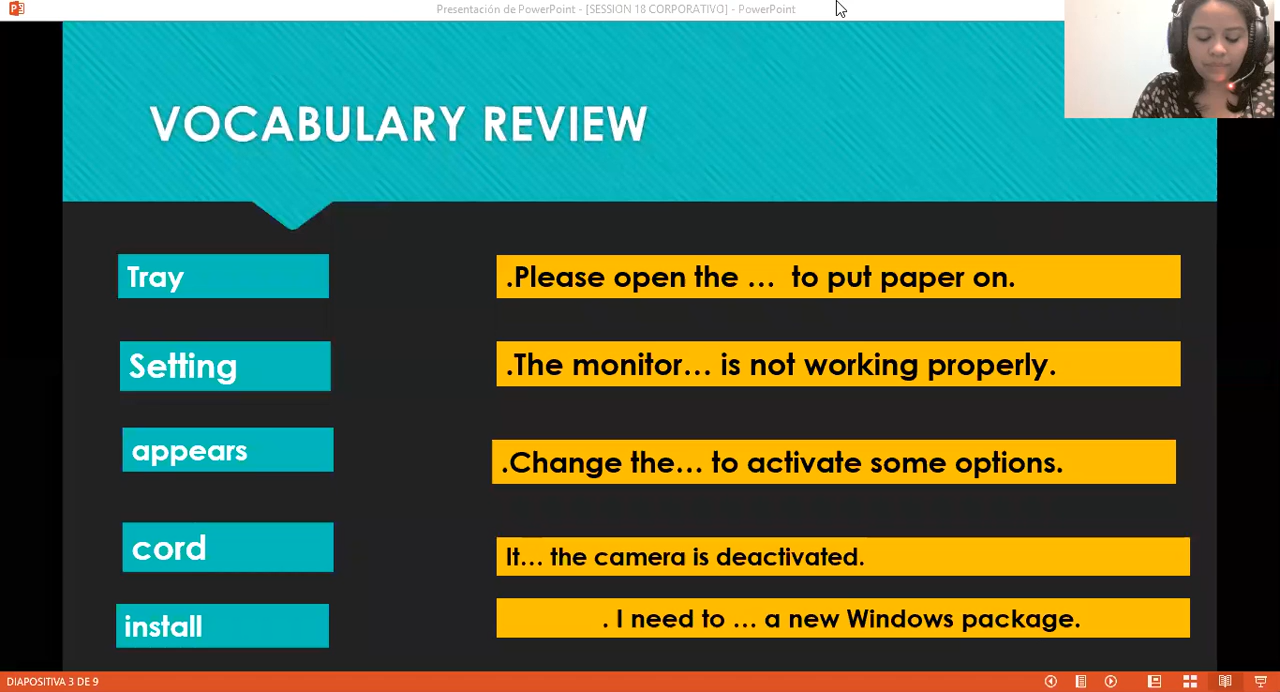 Presentación de PowerPoint - [SESSION 18 CORPORATIVO] - PowerPoint
VOCABULARY REVIEW
Tray
.Please open the … to put paper on.
Setting
.The monitor… is not working properly.
appears
.Change the… to activate some options.
cord
It… the camera is deactivated.
install
. I need to … a new Windows package.
DIAPOSITIVA 3 DE 9